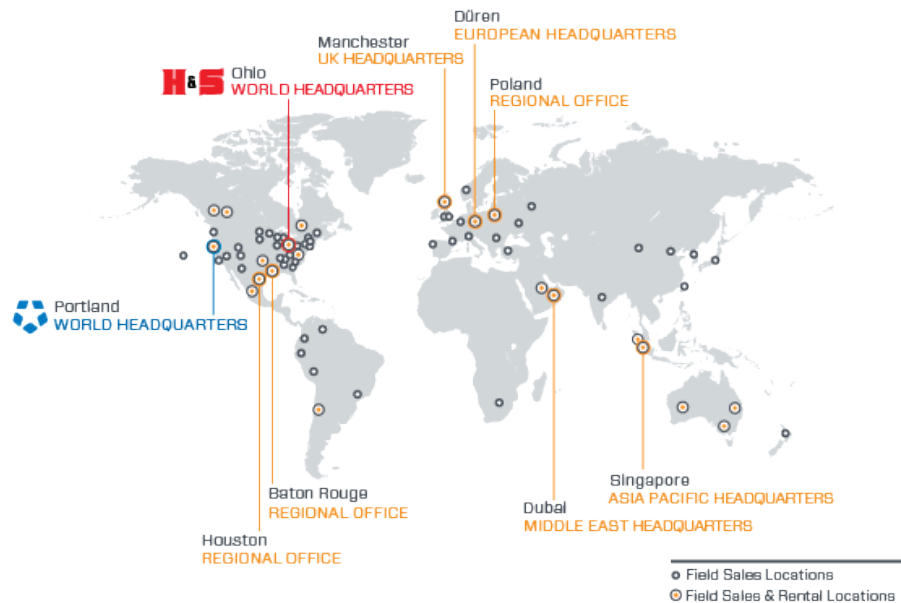 Düren
EUROPEAN HEADQUARTERS
Manchester
UK HEADQUARTERS
H&S
Ohio
WORLD HEADQUARTERS
Poland
REGIONAL OFFICE
Portland
WORLD HEADQUARTERS
Baton Rouge
REGIONAL OFFICE
Houston
REGIONAL OFFICE
Singapore
ASIA PACIFIC HEADQUARTERS
Dubai
MIDDLE EAST HEADQUARTERS
Field Sales Locations
Field Sales & Rental Locations